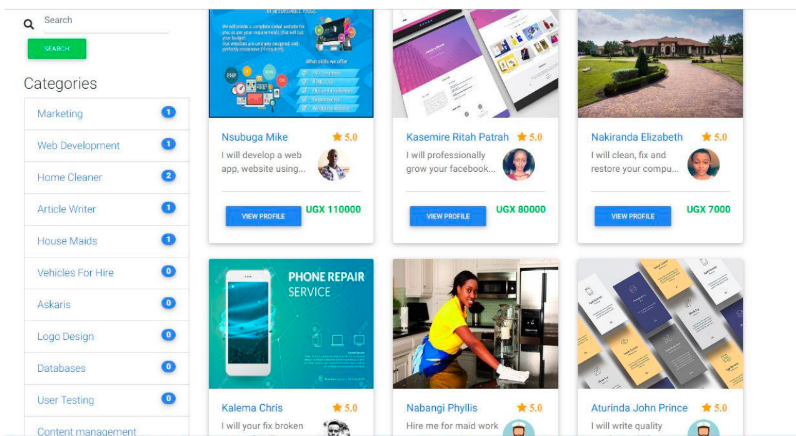 Search
SEARCH
Categories
Marketing 1
Web Development 1
Home Cleaner 2
Article Writer 1
House Maids 1
Vehicles For Hire 0
Askaris 0
Logo Design 0
Databases 0
User Testing 0
Content management
PHP
Nsubuga Mike 5.0
I will develop a web
app, website using...
VIEW PROFILE UGX 110000
Kasemire Ritah Patrah 5.0
I will professionally
grow your facebook...
VIEW PROFILE UGX 80000
Nakiranda Elizabeth 5.0
I will clean, fix and
restore your compu...
VIEW PROFILE UGX 7000
PHONE REPAIR
SERVICE
Kalema Chris 5.0
I will your fix broken
Nabangi Phyllis 5.0
Hire me for maid work
Aturinda John Prince 5.0
I will write quality